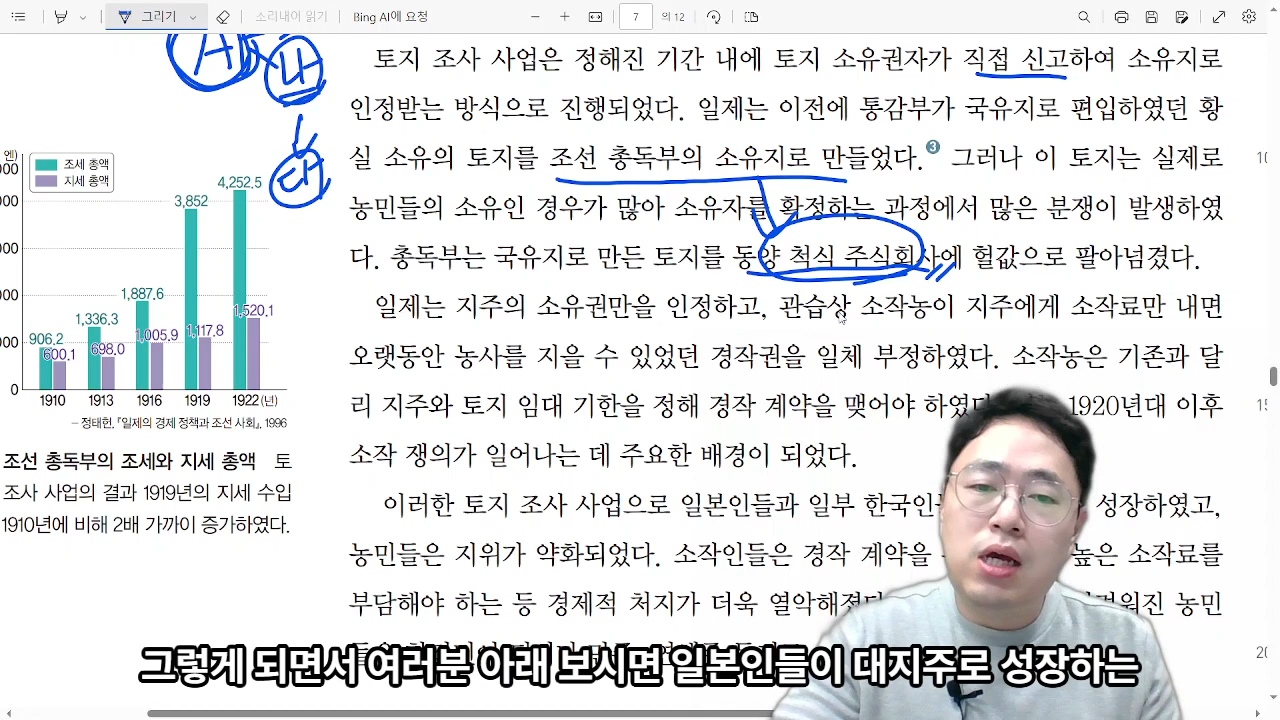 그리기
소리내어 읽기
Bing AI에 요청
7
의 12
A
나
다
토지 조사 사업은 정해진 기간 내에 토지 소유권자가 직접 신고하여 소유지로
인정받는 방식으로 진행되었다. 일제는 이전에 통감부가 국유지로 편입하였던 황
실 소유의 토지를 조선 총독부의 소유지로 만들었다.❸ 그러나 이 토지는 실제로
농민들의 소유인 경우가 많아 소유자를 확정하는 과정에서 많은 분쟁이 발생하였
다. 총독부는 국유지로 만든 토지를 동양 척식 주식회사에 헐값으로 팔아넘겼다.
일제는 지주의 소유권만을 인정하고, 관습상 소작농이 지주에게 소작료만 내면
오랫동안 농사를 지을 수 있었던 경작권을 일체 부정하였다. 소작농은 기존과 달
리 지주와 토지 임대 기한을 정해 경작 계약을 맺어야 하였다 1920년대 이후
소작 쟁의가 일어나는 데 주요한 배경이 되었다.
이러한 토지 조사 사업으로 일본인들과 일부 한국인 성장하였고,
농민들은 지위가 약화되었다. 소작인들은 경작 계약을 높은 소작료를
부담해야 하는 등 경제적 처지가 더욱 열악해졌다 농민
10
15
20
엔)
조세 총액
지세 총액
4,252.5
3,852
1,887.6
1,520.1
1,336.3
1,117.8
1,005.9
906.2
698.0
600.1
0
1910 1913 1916 1919 1922 (년)
– 정태헌, 『일제의 경제 정책과 조선 사회』, 1996
조선 총독부의 조세와 지세 총액 토
조사 사업의 결과 1919년의 지세 수입
1910년에 비해 2배 가까이 증가하였다.
그렇게 되면서 여러분 아래 보시면 일본인들이 대지주로 성장하는